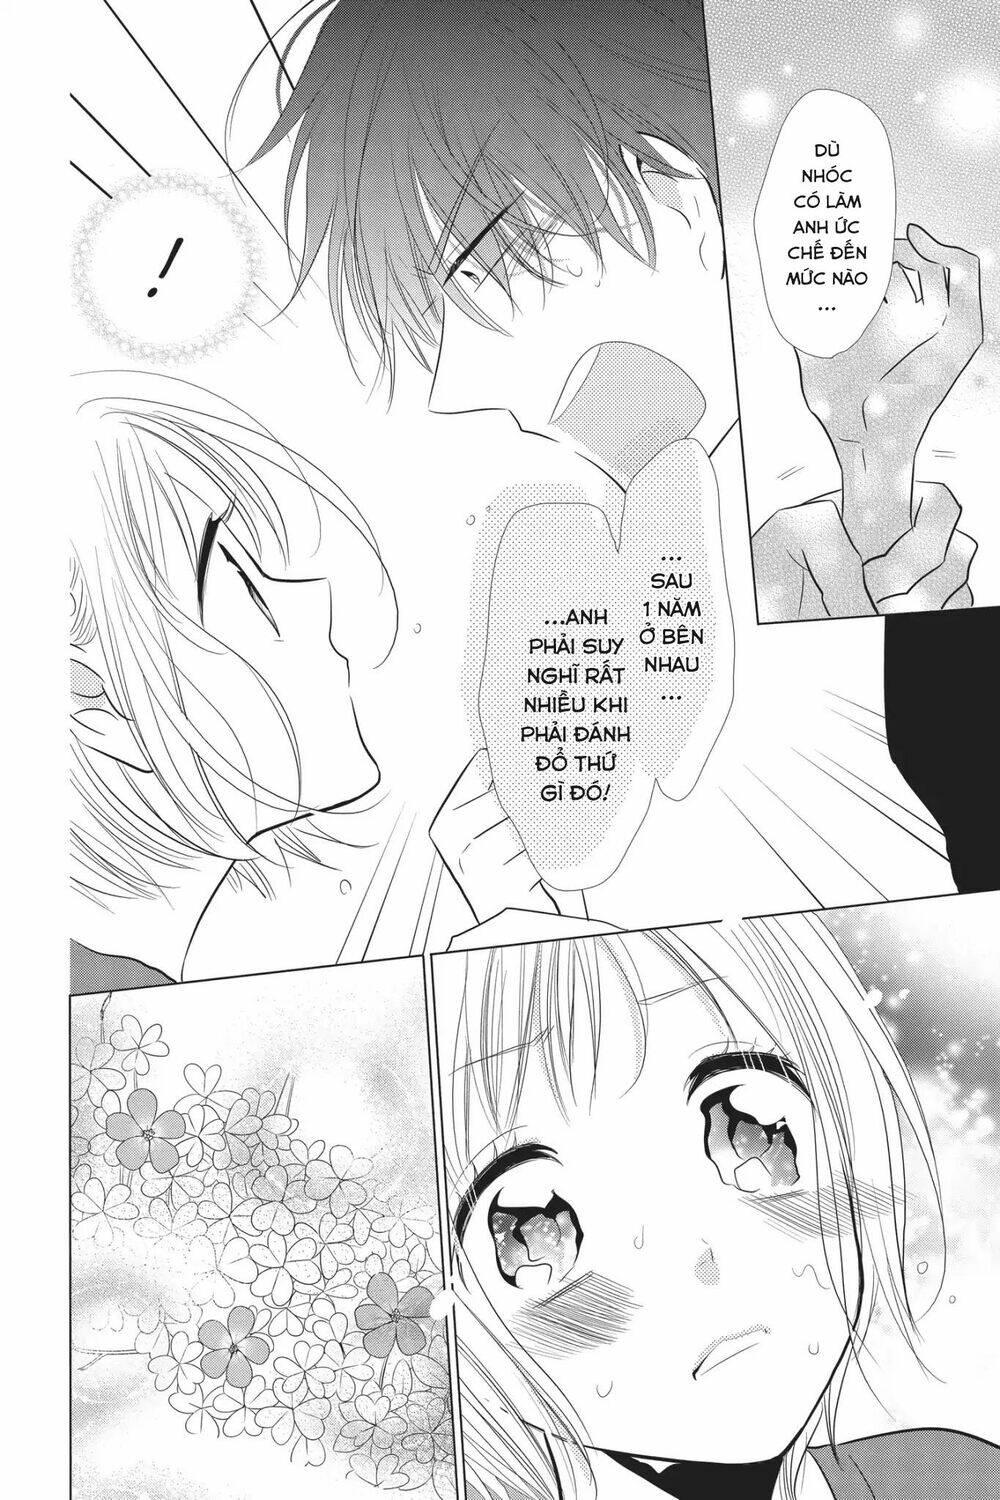 DÙ
NHÓC
CÓ LÀM
ANH ỨC
CHẾ ĐẾN
MỨC NÀO
...
!
...
SAU
1 NĂM
Ở BÊN
NHAU
...
...ANH
PHẢI SUY
NGHĨ RẤT
NHIỀU KHI
PHẢI ĐÁNH
ĐỔ THỨ
GÌ ĐÓ!